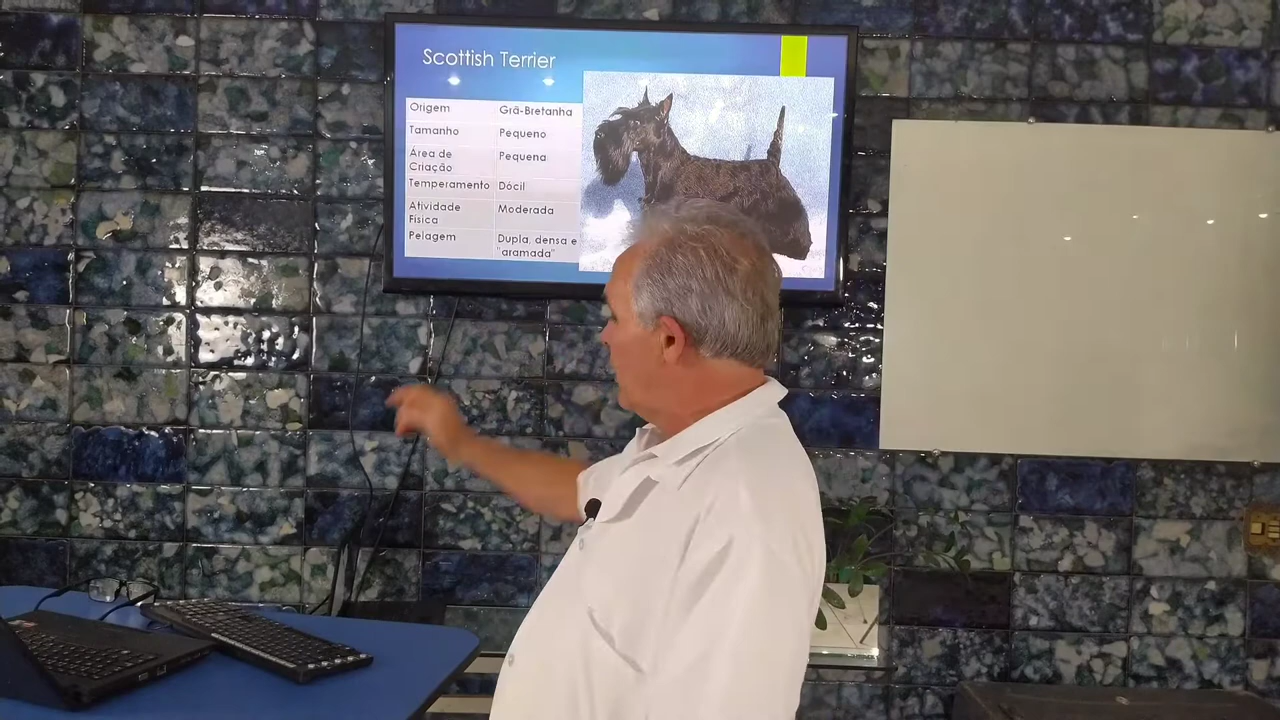 Scottish Terrier
Origem Grã-Bretanha
Tamanho Pequeno
Área de Pequena
Criação
Temperamento Dócil
Atividade Moderada
Física
Pelagem Dupla, densa e
"aramada"